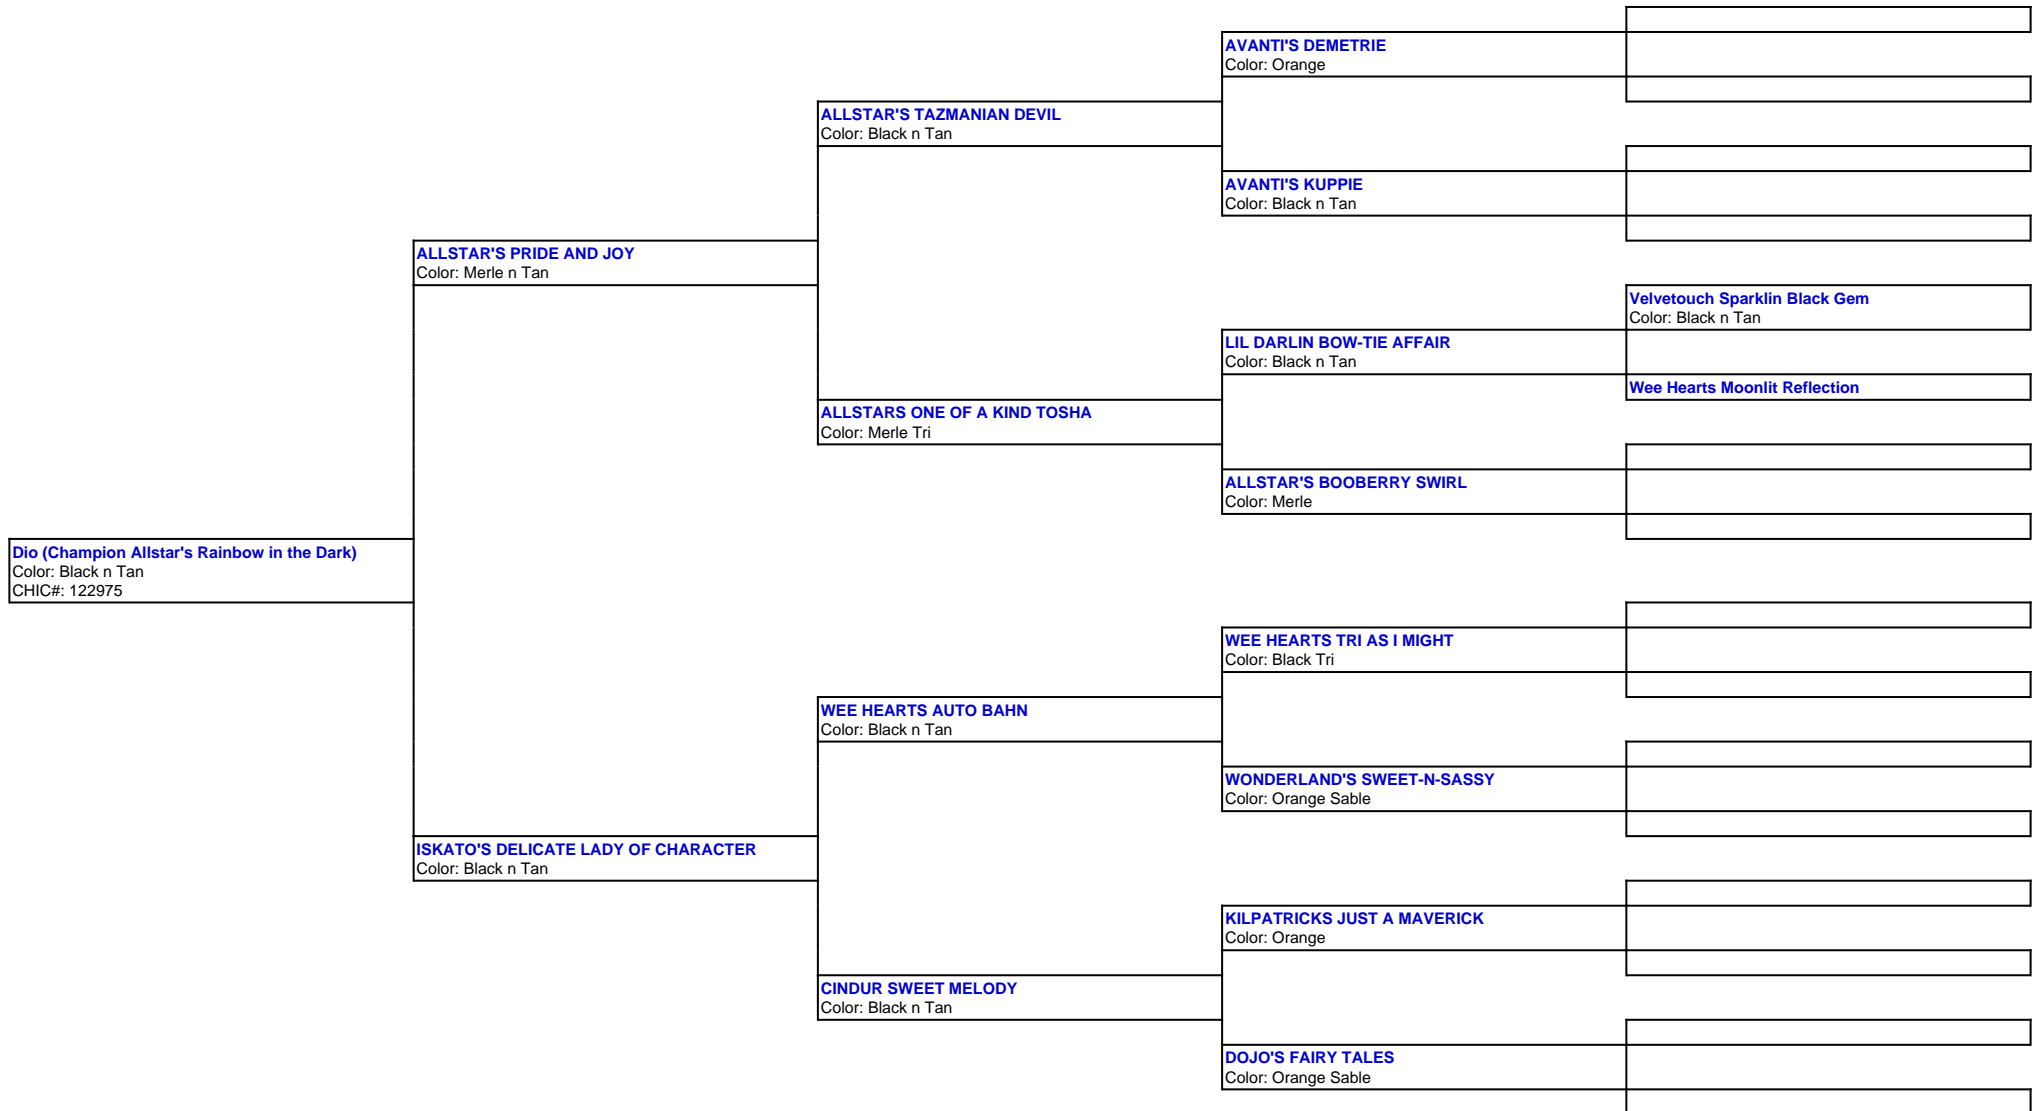 AVANTI'S DEMETRIE
Color: Orange
ALLSTAR'S TAZMANIAN DEVIL
Color: Black n Tan
AVANTI'S KUPPIE
Color: Black n Tan
ALLSTAR'S PRIDE AND JOY
Color: Merle n Tan
Velvetouch Sparklin Black Gem
Color: Black n Tan
LIL DARLIN BOW-TIE AFFAIR
Color: Black n Tan
Wee Hearts Moonlit Reflection
ALLSTARS ONE OF A KIND TOSHA
Color: Merle Tri
ALLSTAR'S BOOBERRY SWIRL
Color: Merle
Dio (Champion Allstar's Rainbow in the Dark)
Color: Black n Tan
CHIC#: 122975
WEE HEARTS TRI AS I MIGHT
Color: Black Tri
WEE HEARTS AUTO BAHN
Color: Black n Tan
WONDERLAND'S SWEET-N-SASSY
Color: Orange Sable
ISKATO'S DELICATE LADY OF CHARACTER
Color: Black n Tan
KILPATRICKS JUST A MAVERICK
Color: Orange
CINDUR SWEET MELODY
Color: Black n Tan
DOJO'S FAIRY TALES
Color: Orange Sable